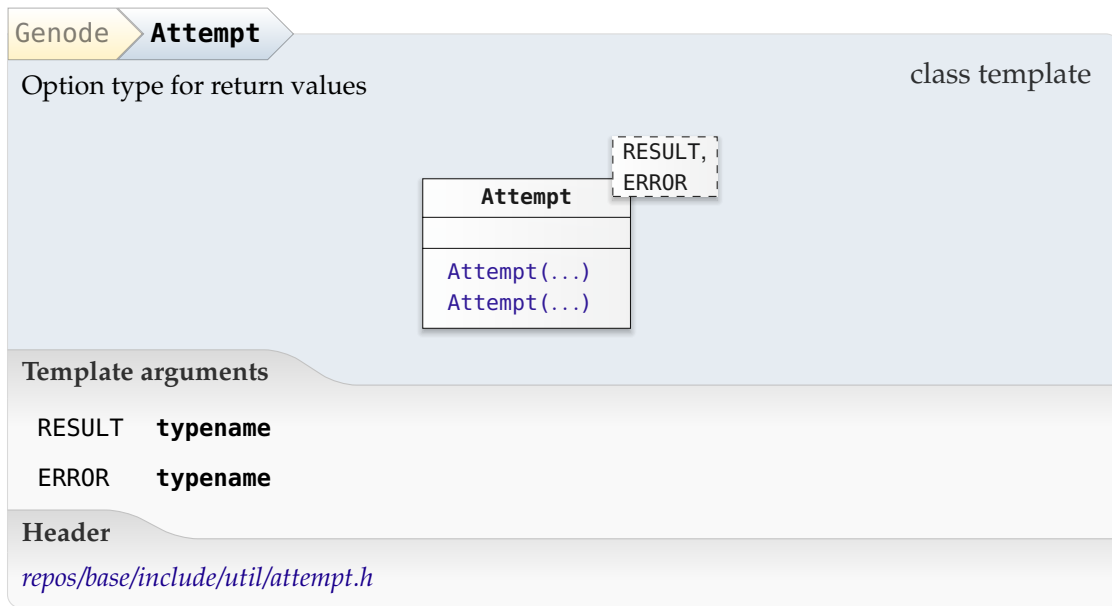 Genode Attempt
Option type for return values
class template
RESULT,
ERROR
Attempt
Attempt(...)
Attempt(...)
Template arguments
RESULT typename
ERROR typename
Header
repos/base/include/util/attempt.h